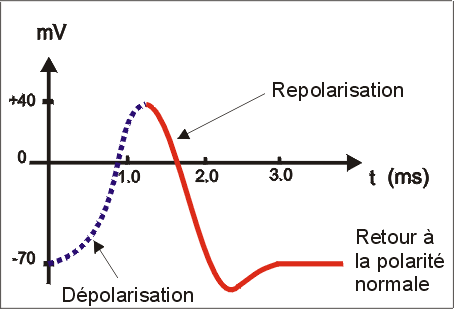 mV
+40
Repolarisation
0
1.0
2.0
3.0
t (ms)
-70
Dépolarisation
Retour à
la polarité
normale